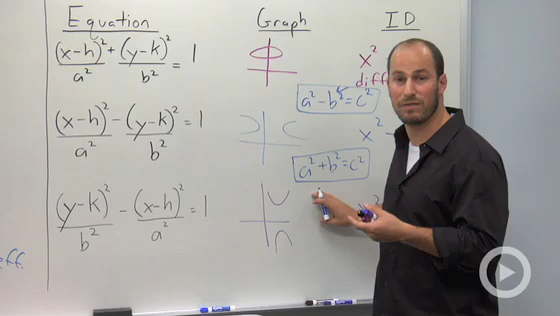 Equation Graph ID
(x-h)²/a² + (y-k)²/b² = 1 x²
diff
a² - b² = c²
(x-h)²/a² - (y-k)²/b² = 1 x² -
a² + b² = c²
(y-k)²/b² - (x-h)²/a² = 1
eff.